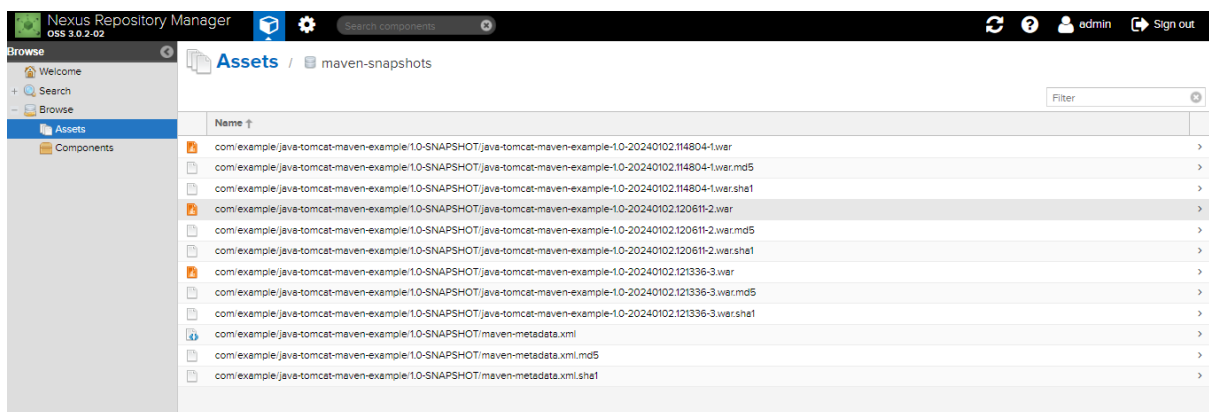 Nexus Repository Manager
OSS 3.0.2-02
Search components
admin
Sign out
Browse
Welcome
Search
Browse
Assets
Components
Assets / maven-snapshots
Filter
Name
com/example/java-tomcat-maven-example/1.0-SNAPSHOT/java-tomcat-maven-example-1.0-20240102.114804-1.war
com/example/java-tomcat-maven-example/1.0-SNAPSHOT/java-tomcat-maven-example-1.0-20240102.114804-1.war.md5
com/example/java-tomcat-maven-example/1.0-SNAPSHOT/java-tomcat-maven-example-1.0-20240102.114804-1.war.sha1
com/example/java-tomcat-maven-example/1.0-SNAPSHOT/java-tomcat-maven-example-1.0-20240102.120611-2.war
com/example/java-tomcat-maven-example/1.0-SNAPSHOT/java-tomcat-maven-example-1.0-20240102.120611-2.war.md5
com/example/java-tomcat-maven-example/1.0-SNAPSHOT/java-tomcat-maven-example-1.0-20240102.120611-2.war.sha1
com/example/java-tomcat-maven-example/1.0-SNAPSHOT/java-tomcat-maven-example-1.0-20240102.121336-3.war
com/example/java-tomcat-maven-example/1.0-SNAPSHOT/java-tomcat-maven-example-1.0-20240102.121336-3.war.md5
com/example/java-tomcat-maven-example/1.0-SNAPSHOT/java-tomcat-maven-example-1.0-20240102.121336-3.war.sha1
com/example/java-tomcat-maven-example/1.0-SNAPSHOT/maven-metadata.xml
com/example/java-tomcat-maven-example/1.0-SNAPSHOT/maven-metadata.xml.md5
com/example/java-tomcat-maven-example/1.0-SNAPSHOT/maven-metadata.xml.sha1